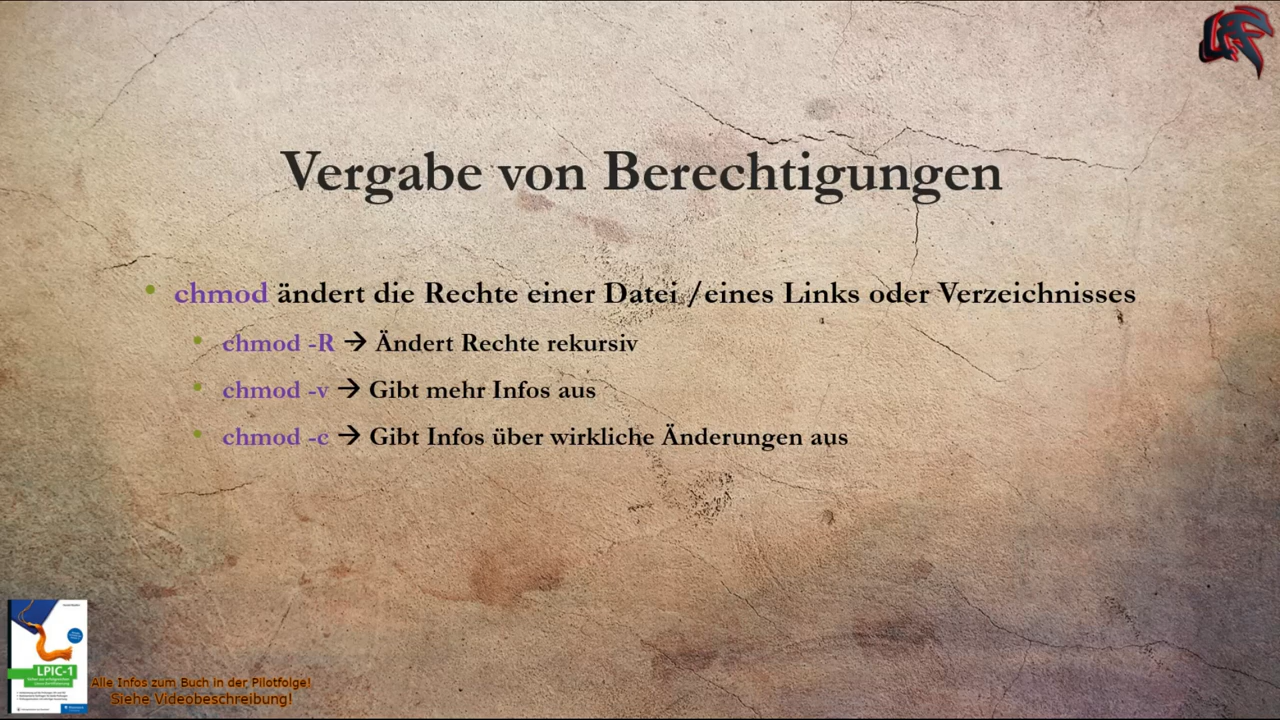 Vergabe von Berechtigungen
• chmod ändert die Rechte einer Datei /eines Links oder Verzeichnisses
• chmod -R → Ändert Rechte rekursiv
• chmod -v → Gibt mehr Infos aus
• chmod -c → Gibt Infos über wirkliche Änderungen aus
LPIC-1
Alle Infos zum Buch in der Pilotfolge!
Siehe Videobeschreibung!